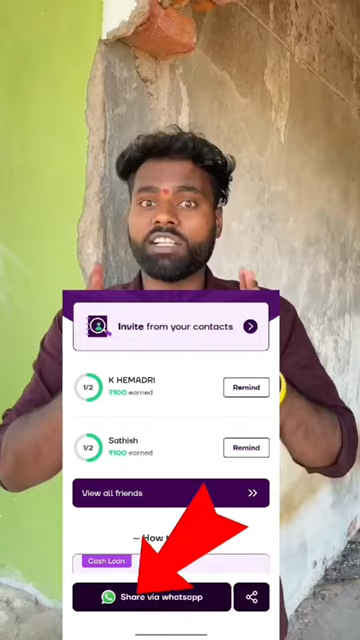 Invite from your contacts
1/2
K HEMADRI
₹100 earned
Remind
1/2
Sathish
₹100 earned
Remind
View all friends
— How t
Cash Loan
Share via whatsapp